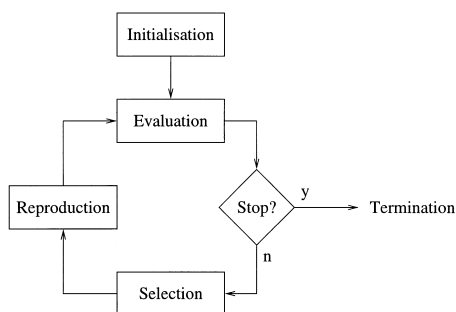 Initialisation
Evaluation
y
Reproduction
Stop?
Termination
n
Selection